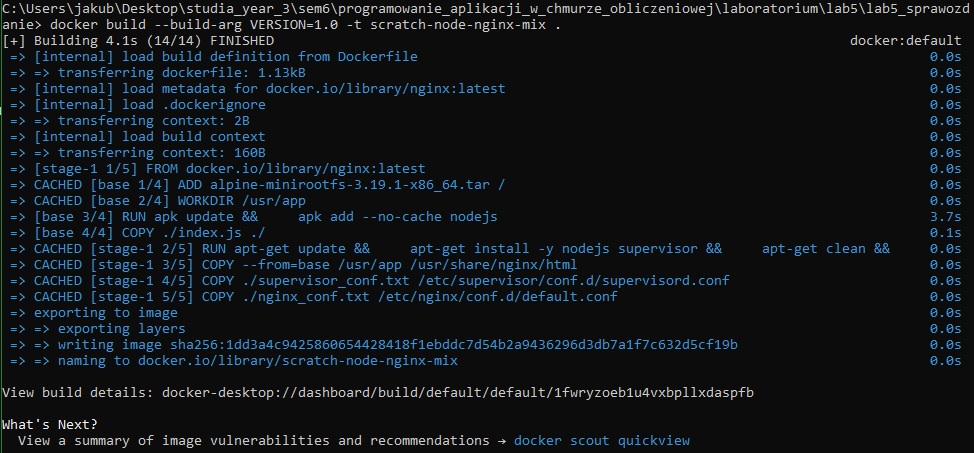 C:\Users\jakub\Desktop\studia_year_3\sem6\programowanie_aplikacji_w_chmurze_obliczeniowej\laboratorium\lab5\lab5_sprawozd
anie> docker build --build-arg VERSION=1.0 -t scratch-node-nginx-mix .
[+] Building 4.1s (14/14) FINISHED docker:default
=> [internal] load build definition from Dockerfile 0.0s
=> => transferring dockerfile: 1.13kB 0.0s
=> [internal] load metadata for docker.io/library/nginx:latest 0.0s
=> [internal] load .dockerignore 0.0s
=> => transferring context: 2B 0.0s
=> [internal] load build context 0.0s
=> => transferring context: 160B 0.0s
=> [stage-1 1/5] FROM docker.io/library/nginx:latest 0.0s
=> CACHED [base 1/4] ADD alpine-minirootfs-3.19.1-x86_64.tar / 0.0s
=> CACHED [base 2/4] WORKDIR /usr/app 0.0s
=> [base 3/4] RUN apk update &&     apk add --no-cache nodejs 3.7s
=> [base 4/4] COPY ./index.js ./ 0.1s
=> CACHED [stage-1 2/5] RUN apt-get update &&     apt-get install -y nodejs supervisor &&     apt-get clean && 0.0s
=> CACHED [stage-1 3/5] COPY --from=base /usr/app /usr/share/nginx/html 0.0s
=> CACHED [stage-1 4/5] COPY ./supervisor_conf.txt /etc/supervisor/conf.d/supervisord.conf 0.0s
=> CACHED [stage-1 5/5] COPY ./nginx_conf.txt /etc/nginx/conf.d/default.conf 0.0s
=> exporting to image 0.0s
=> => exporting layers 0.0s
=> => writing image sha256:1dd3a4c9425860654428418f1ebddc7d54b2a9436296d3db7a1f7c632d5cf19b 0.0s
=> => naming to docker.io/library/scratch-node-nginx-mix 0.0s
View build details: docker-desktop://dashboard/build/default/default/1fwryzoeb1u4vxbpllxdaspfb
What's Next?
View a summary of image vulnerabilities and recommendations → docker scout quickview